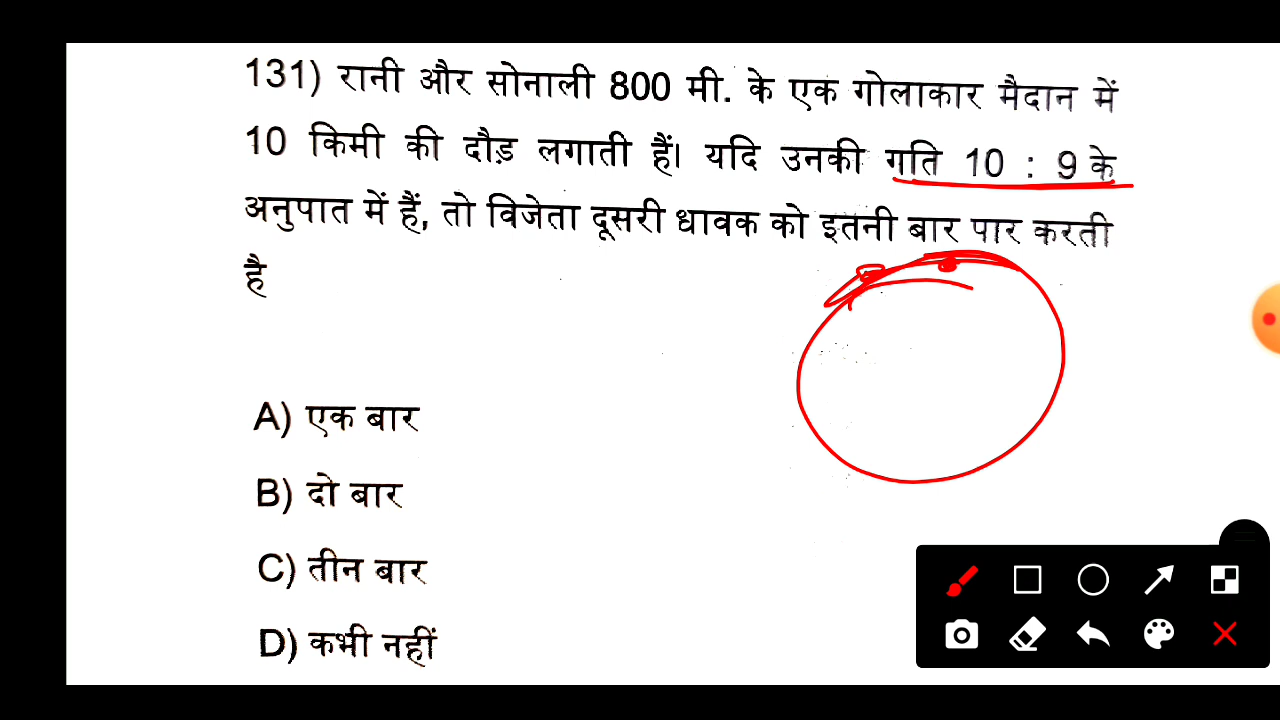 131) रानी और सोनाली 800 मी. के एक गोलाकार मैदान में
10 किमी की दौड़ लगाती हैं। यदि उनकी गति 10 : 9 के
अनुपात में हैं, तो विजेता दूसरी धावक को इतनी बार पार करती
है
A) एक बार
B) दो बार
C) तीन बार
D) कभी नहीं